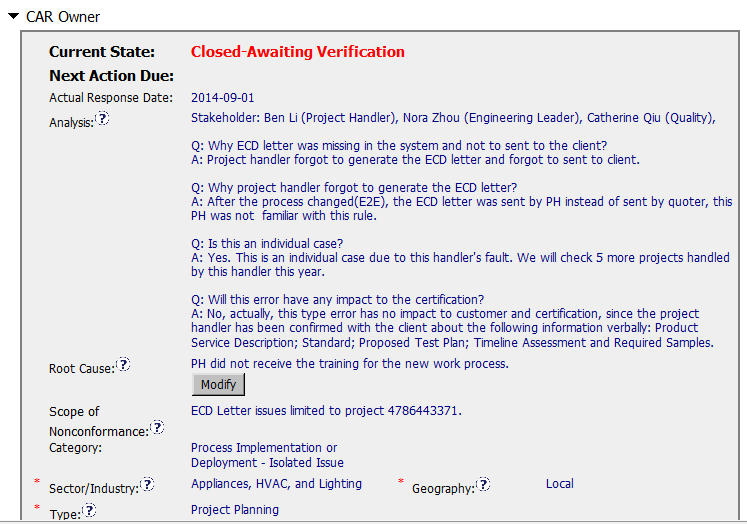 CAR Owner
Current State: Closed-Awaiting Verification
Next Action Due:
Actual Response Date: 2014-09-01
Analysis:? Stakeholder: Ben Li (Project Handler), Nora Zhou (Engineering Leader), Catherine Qiu (Quality),
Q: Why ECD letter was missing in the system and not to sent to the client?
A: Project handler forgot to generate the ECD letter and forgot to sent to client.
Q: Why project handler forgot to generate the ECD letter?
A: After the process changed(E2E), the ECD letter was sent by PH instead of sent by quoter, this
PH was not familiar with this rule.
Q: Is this an individual case?
A: Yes. This is an individual case due to this handler's fault. We will check 5 more projects handled
by this handler this year.
Q: Will this error have any impact to the certification?
A: No, actually, this type error has no impact to customer and certification, since the project
handler has been confirmed with the client about the following information verbally: Product
Service Description; Standard; Proposed Test Plan; Timeline Assessment and Required Samples.
Root Cause:? PH did not receive the training for the new work process.
Modify
Scope of ECD Letter issues limited to project 4786443371.
Nonconformance:?
Category: Process Implementation or
Deployment - Isolated Issue
* Sector/Industry:? Appliances, HVAC, and Lighting * Geography:? Local
* Type:? Project Planning